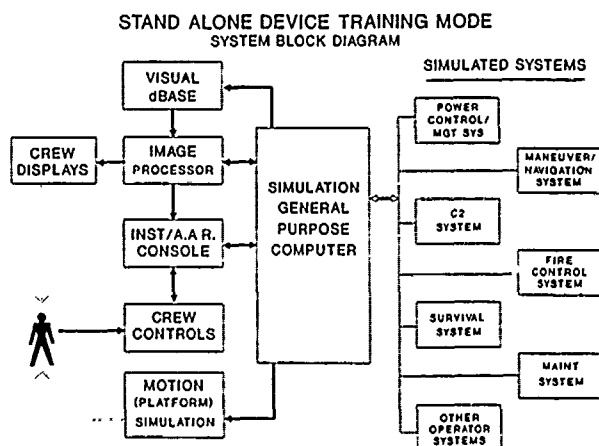 STAND ALONE DEVICE TRAINING MODE
SYSTEM BLOCK DIAGRAM
VISUAL
dBASE
CREW
DISPLAYS
IMAGE
PROCESSOR
INST/A.A R.
CONSOLE
CREW
CONTROLS
MOTION
(PLATFORM)
SIMULATION
SIMULATION
GENERAL
PURPOSE
COMPUTER
SIMULATED SYSTEMS
POWER
CONTROL/
MGT SYS
MANEUVER/
NAVIGATION
SYSTEM
C2
SYSTEM
FIRE
CONTROL
SYSTEM
SURVIVAL
SYSTEM
MAINT
SYSTEM
OTHER
OPERATOR
SYSTEMS